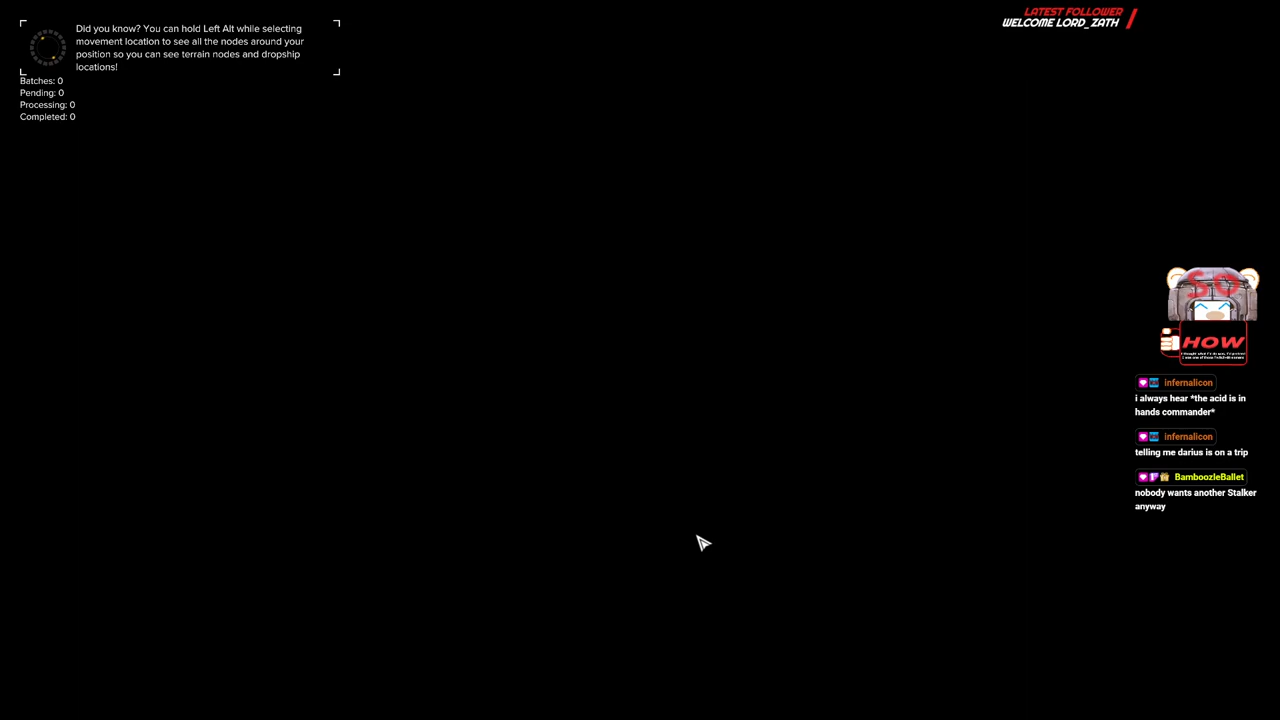 Did you know? You can hold Left Alt while selecting
movement location to see all the nodes around your
position so you can see terrain nodes and dropship
locations!
Batches: 0
Pending: 0
Processing: 0
Completed: 0
LATEST FOLLOWER
WELCOME LORD_ZATH
SO
HOW
infernalicon
i always hear *the acid is in
hands commander*
infernalicon
telling me darius is on a trip
BamboozleBallet
nobody wants another Stalker
anyway